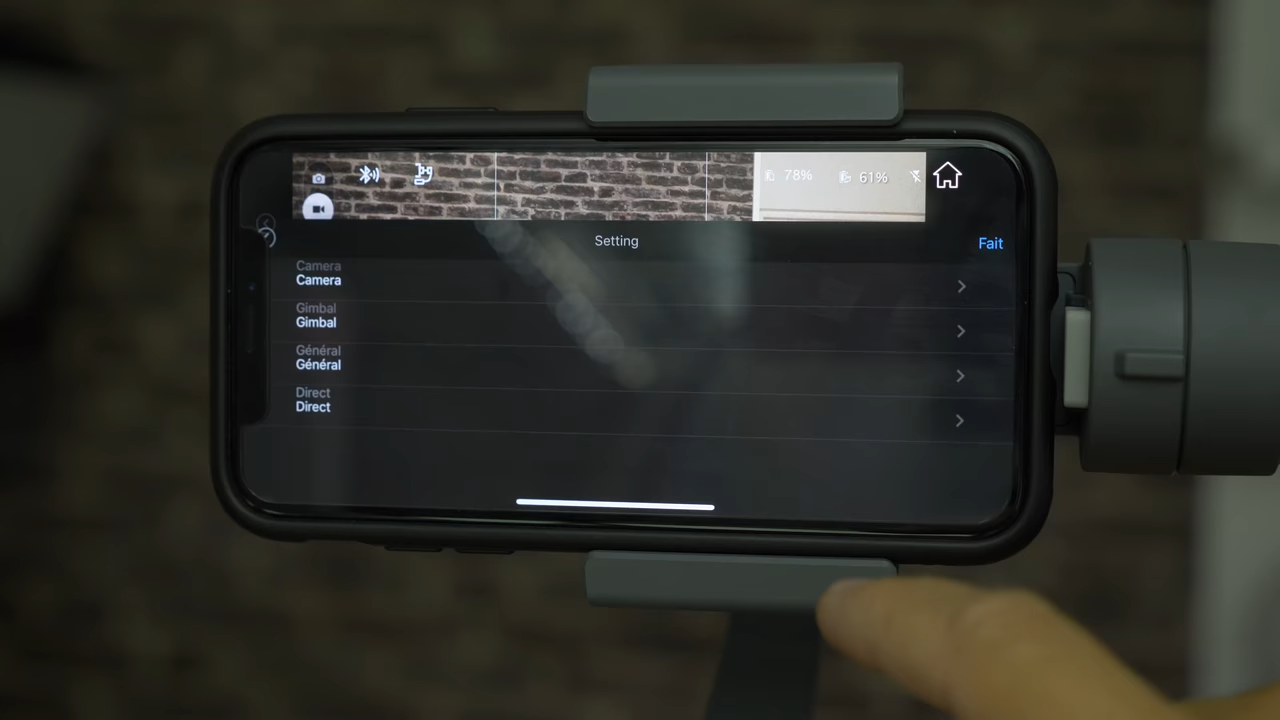 78% 61%
Setting
Fait
Camera
Camera
Gimbal
Gimbal
Général
Général
Direct
Direct